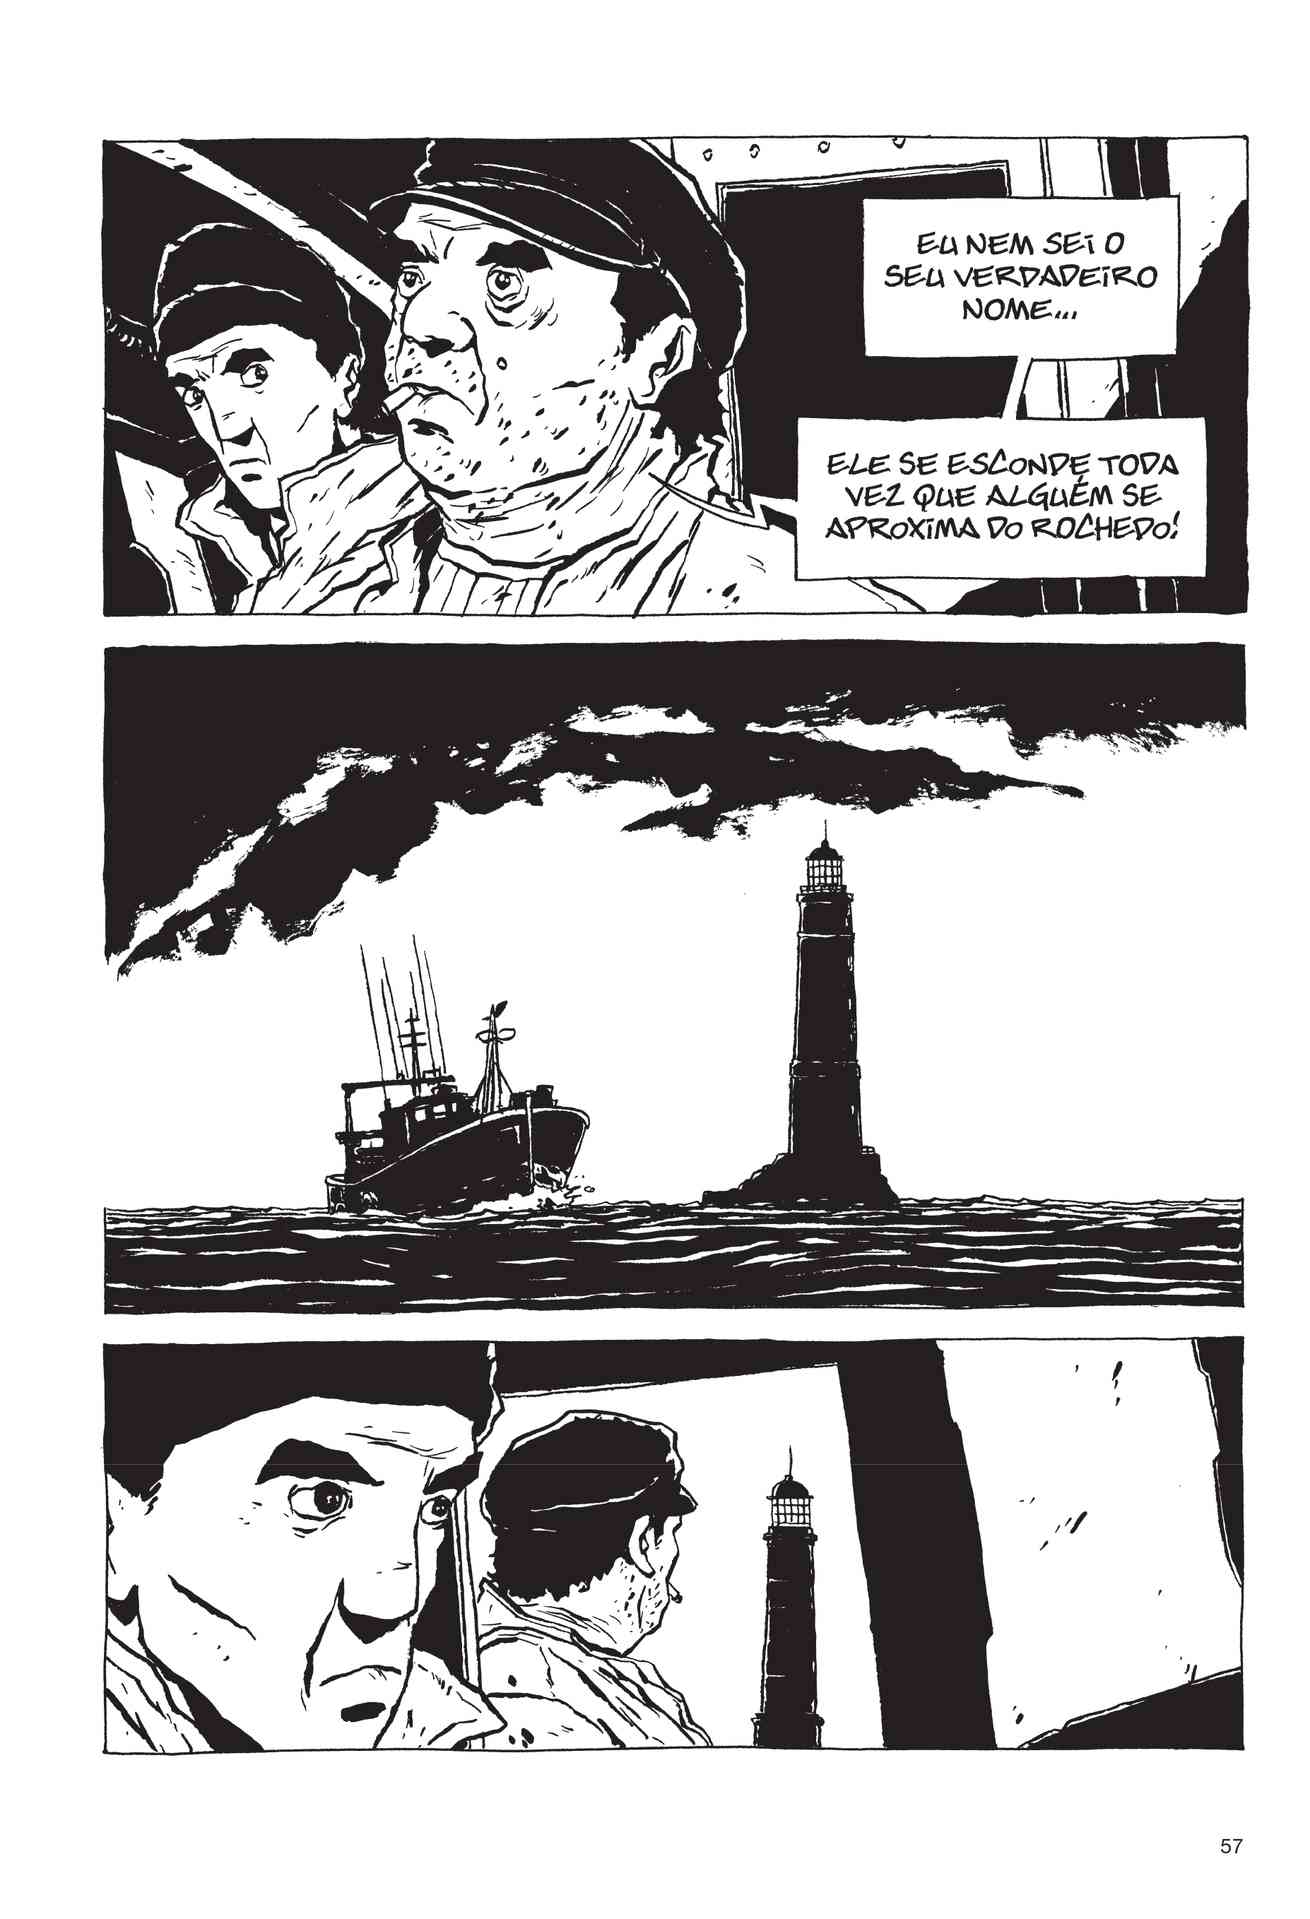 EU NEM SEI O
SEU VERDADEIRO
NOME...
ELE SE ESCONDE TODA
VEZ QUE ALGUÉM SE
APROXIMA DO ROCHEDO!
57